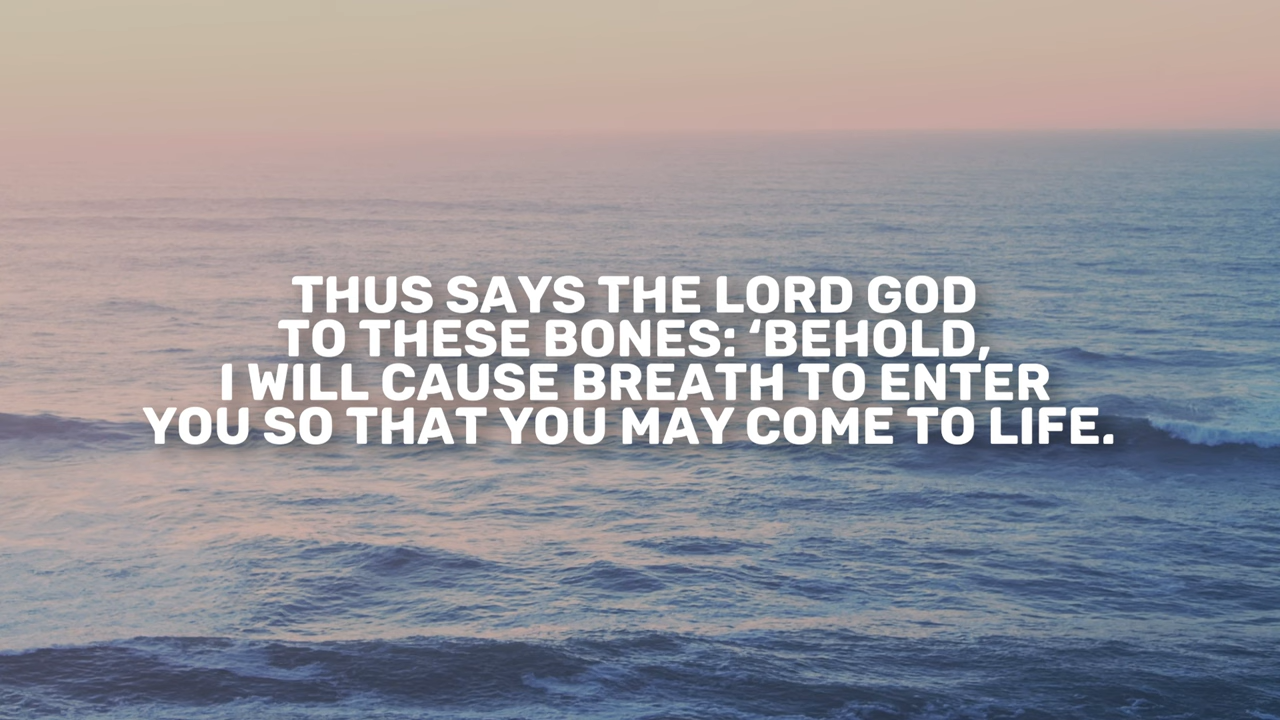 THUS SAYS THE LORD GOD
TO THESE BONES: ‘BEHOLD,
I WILL CAUSE BREATH TO ENTER
YOU SO THAT YOU MAY COME TO LIFE.